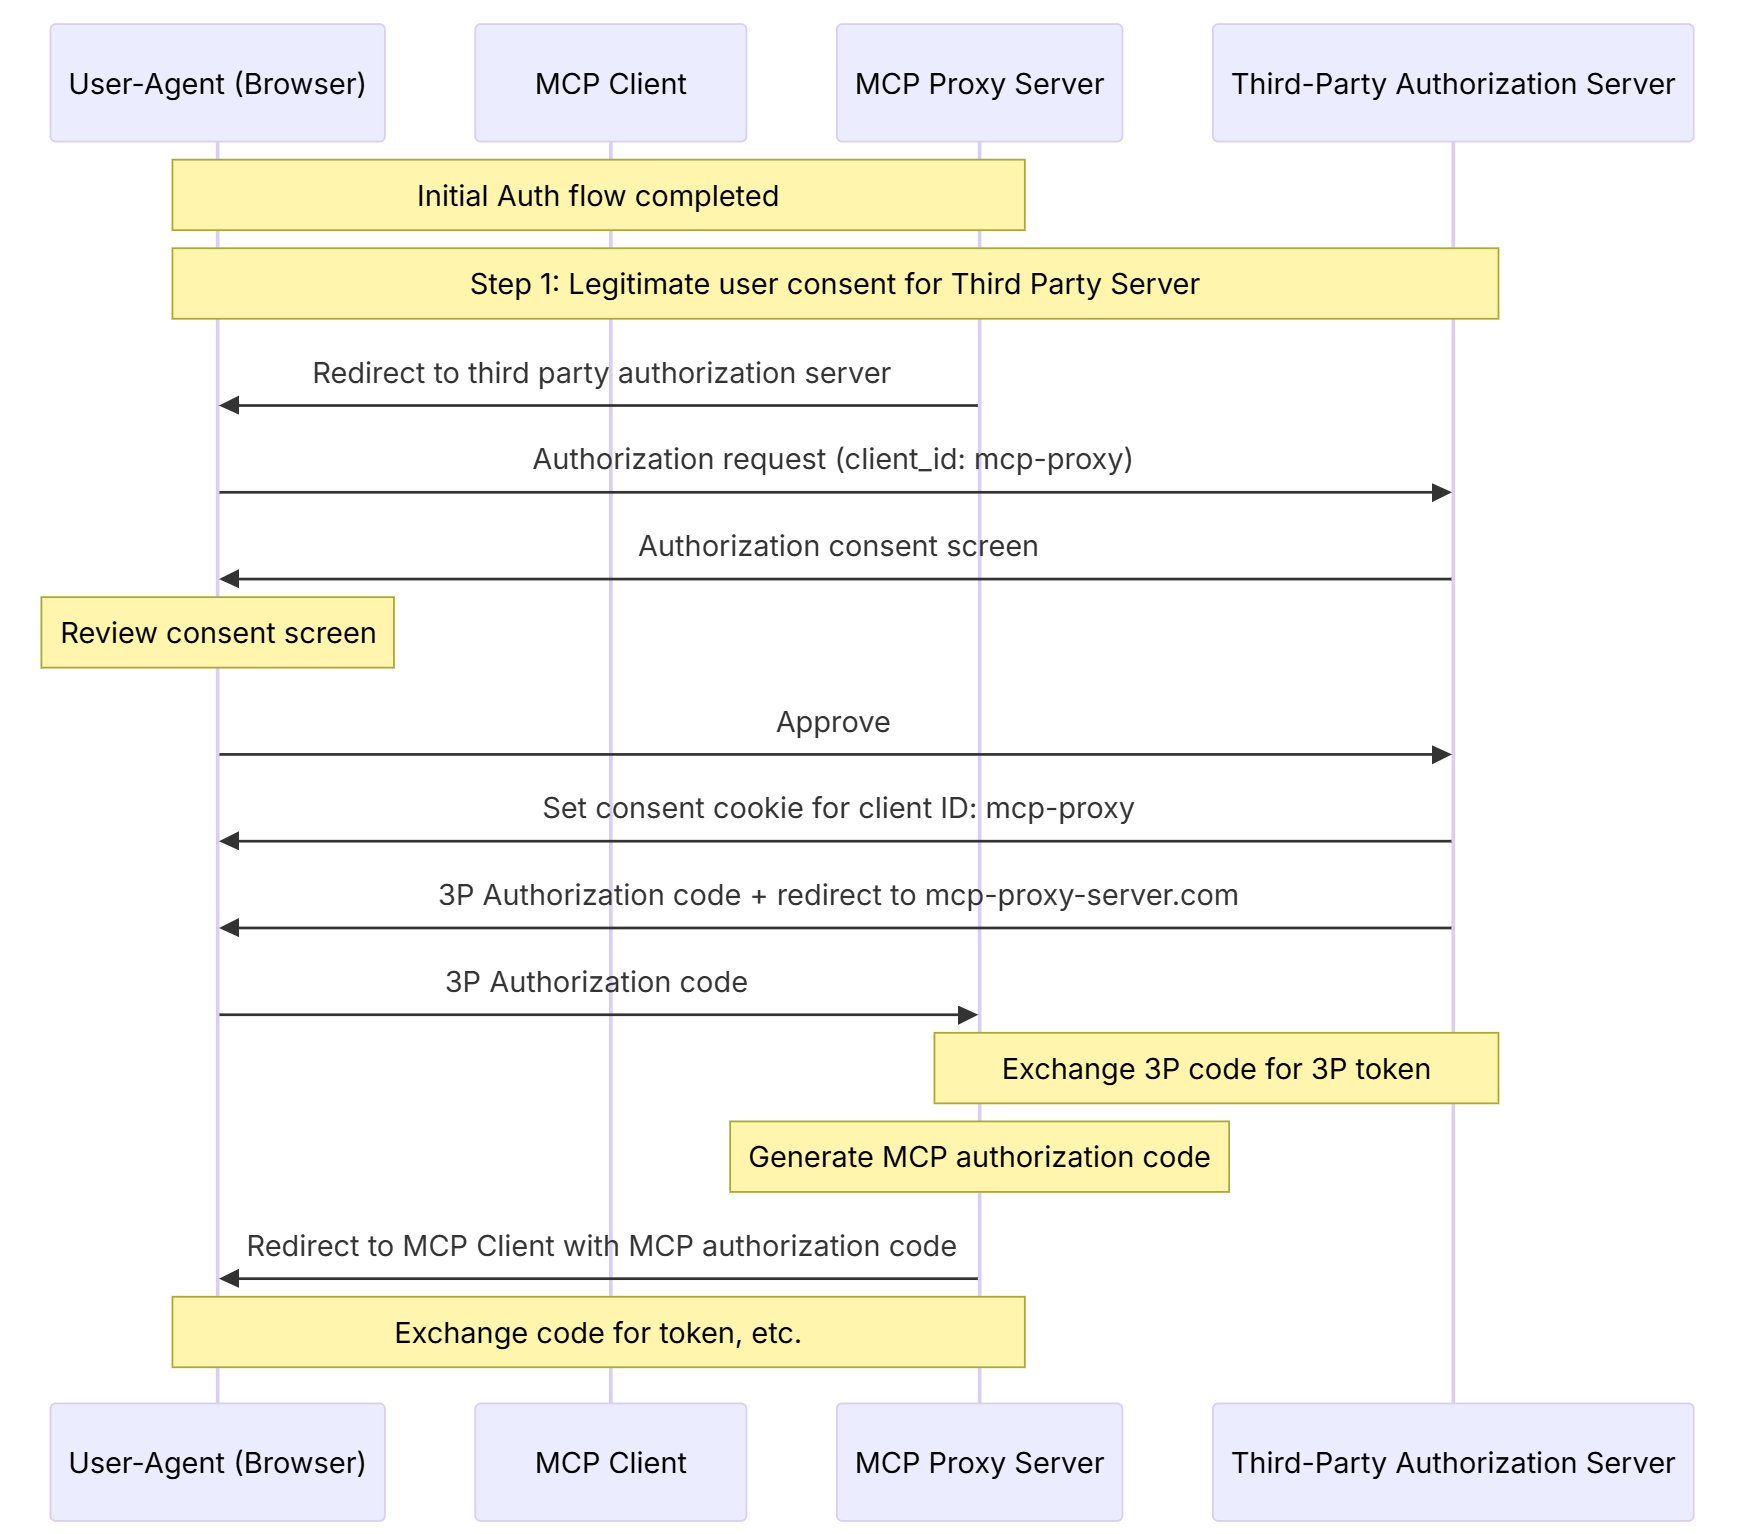 User-Agent (Browser)
MCP Client
MCP Proxy Server
Third-Party Authorization Server
Initial Auth flow completed
Step 1: Legitimate user consent for Third Party Server
Redirect to third party authorization server
Authorization request (client_id: mcp-proxy)
Authorization consent screen
Review consent screen
Approve
Set consent cookie for client ID: mcp-proxy
3P Authorization code + redirect to mcp-proxy-server.com
3P Authorization code
Exchange 3P code for 3P token
Generate MCP authorization code
Redirect to MCP Client with MCP authorization code
Exchange code for token, etc.
User-Agent (Browser)
MCP Client
MCP Proxy Server
Third-Party Authorization Server